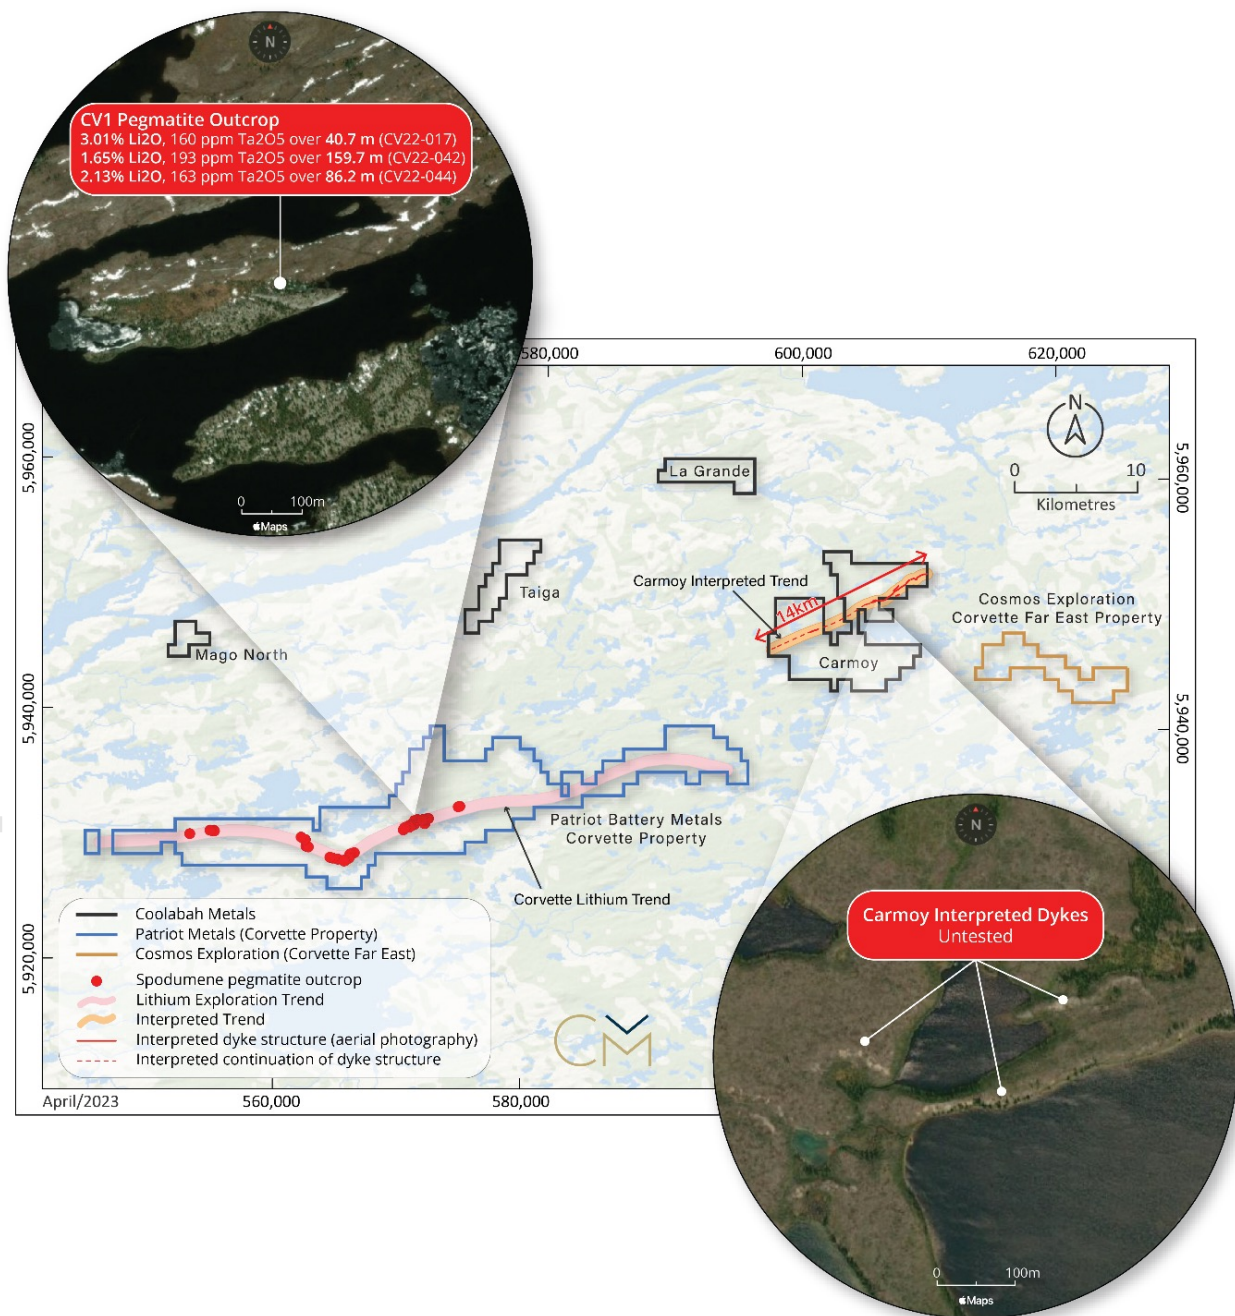 N
CV1 Pegmatite Outcrop
3.01% Li2O, 160 ppm Ta2O5 over 40.7 m (CV22-017)
1.65% Li2O, 193 ppm Ta2O5 over 159.7 m (CV22-042)
2.13% Li2O, 163 ppm Ta2O5 over 86.2 m (CV22-044)
0 100m
Maps
580,000 600,000 620,000
5,960,000
5,940,000
5,920,000
N
0 10
Kilometres
5,960,000
5,940,000
La Grande
Taiga
Mago North
Carmoy Interpreted Trend
14km
Carmoy
Cosmos Exploration
Corvette Far East Property
Patriot Battery Metals
Corvette Property
Corvette Lithium Trend
Coolabah Metals
Patriot Metals (Corvette Property)
Cosmos Exploration (Corvette Far East)
Spodumene pegmatite outcrop
Lithium Exploration Trend
Interpreted Trend
Interpreted dyke structure (aerial photography)
Interpreted continuation of dyke structure
CM
April/2023
560,000 580,000
N
Carmoy Interpreted Dykes
Untested
0 100m
Maps